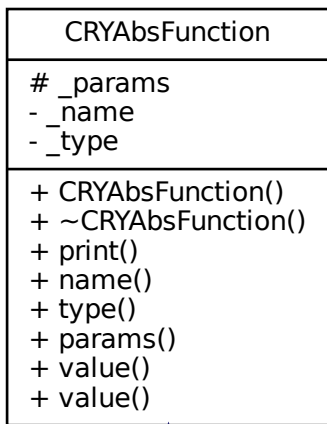 CRYAbsFunction
# _params
- _name
- _type
+ CRYAbsFunction()
+ ~CRYAbsFunction()
+ print()
+ name()
+ type()
+ params()
+ value()
+ value()